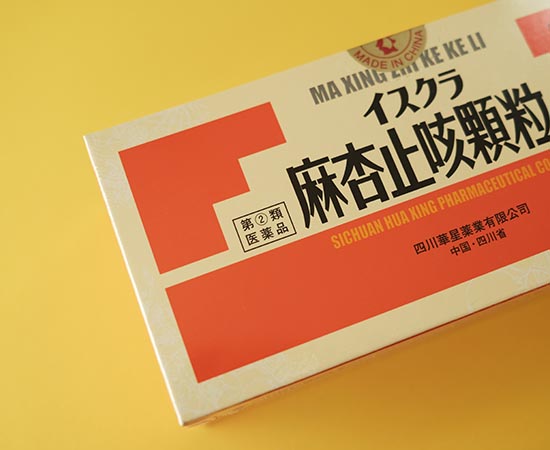 MADE IN CHINA
MA XING ZHI KE KE LI
イスクラ
麻杏止咳顆粒
SICHUAN HUA XING PHARMACEUTICAL CO
第②類
医薬品
四川華星薬業有限公司
中国・四川省